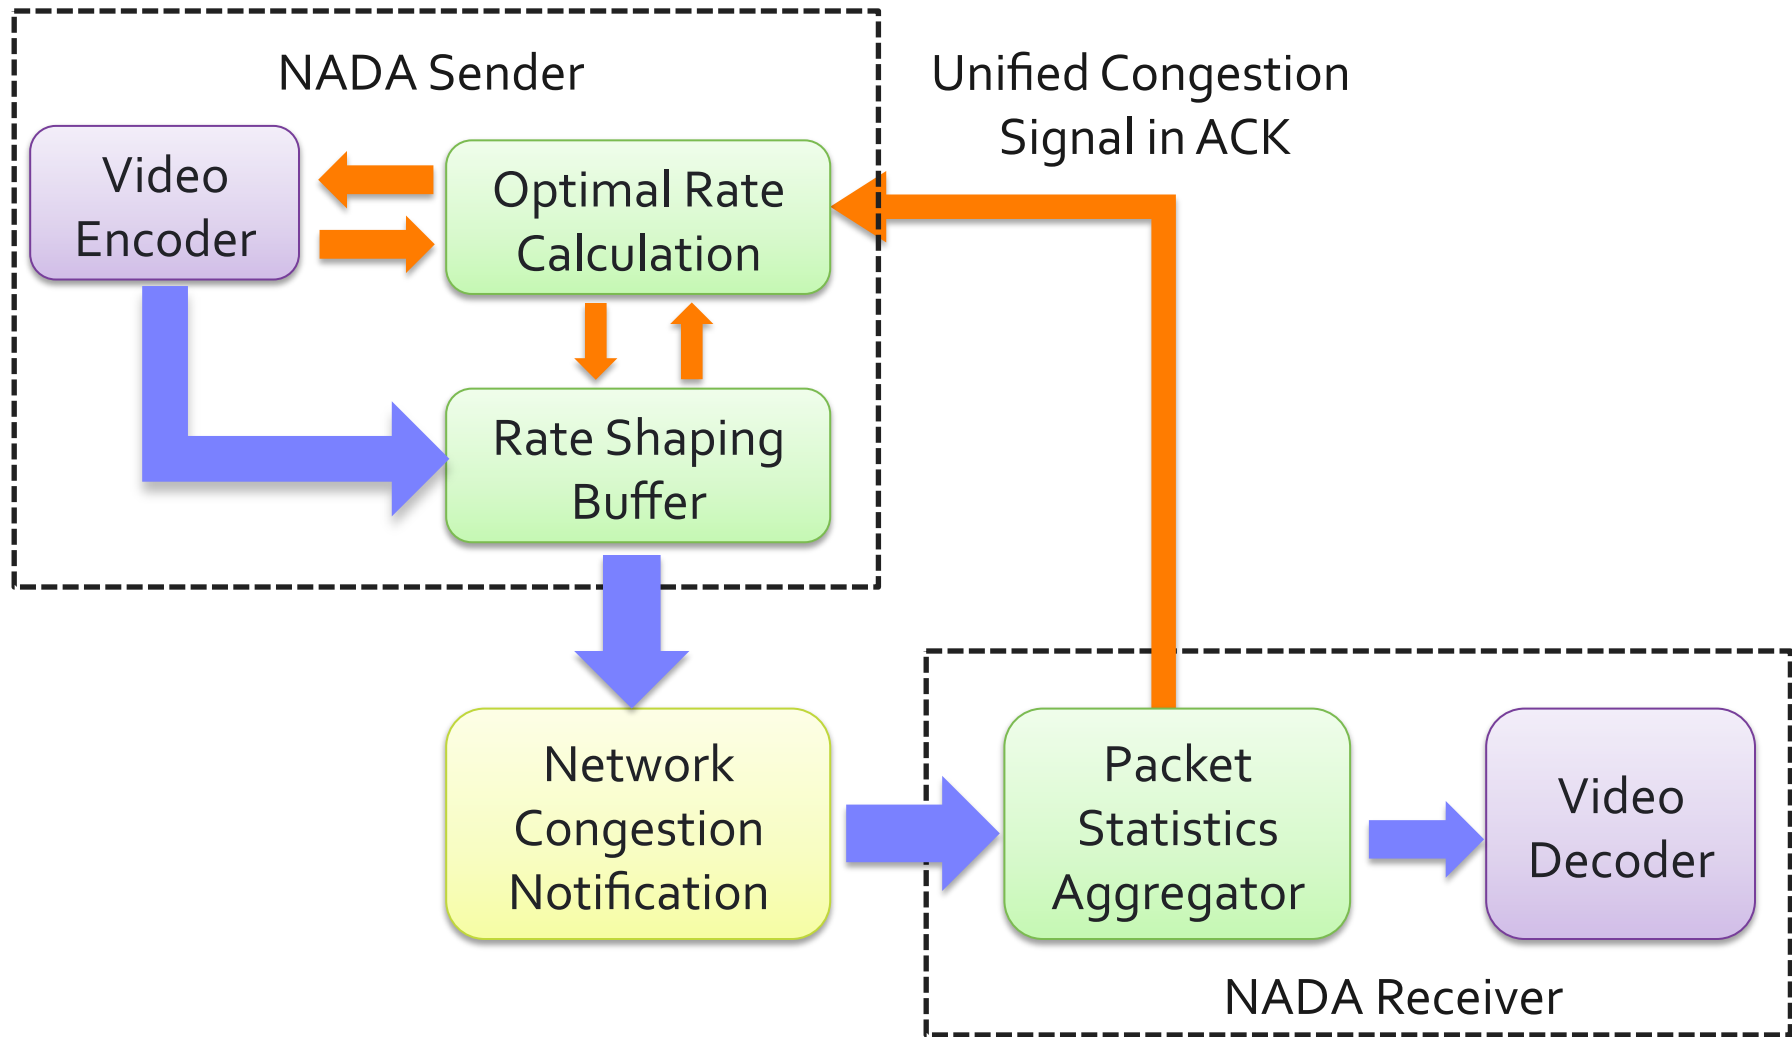 NADA Sender
Unified Congestion
Signal in ACK
Video
Encoder
Optimal Rate
Calculation
Rate Shaping
Buffer
Network
Congestion
Notification
Packet
Statistics
Aggregator
Video
Decoder
NADA Receiver